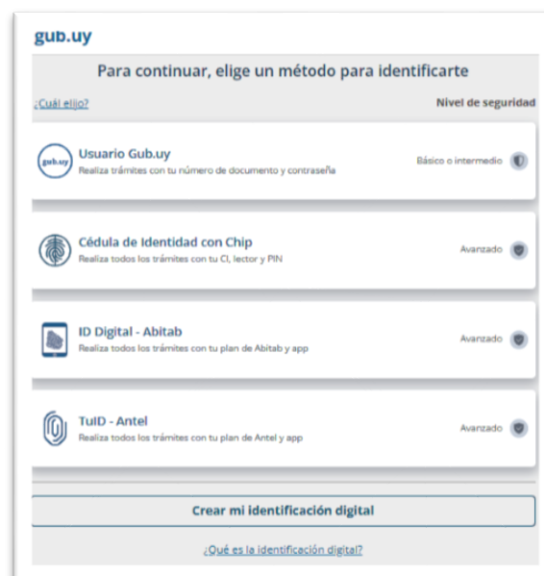 gub.uy
Para continuar, elige un método para identificarte
¿Cuál elijo?
Nivel de seguridad
gub.uy
Usuario Gub.uy
Realiza trámites con tu número de documento y contraseña
Básico o intermedio
Cédula de Identidad con Chip
Realiza todos los trámites con tu CI, lector y PIN
Avanzado
ID Digital - Abitab
Realiza todos los trámites con tu plan de Abitab y app
Avanzado
TuID - Antel
Realiza todos los trámites con tu plan de Antel y app
Avanzado
Crear mi identificación digital
¿Qué es la identificación digital?